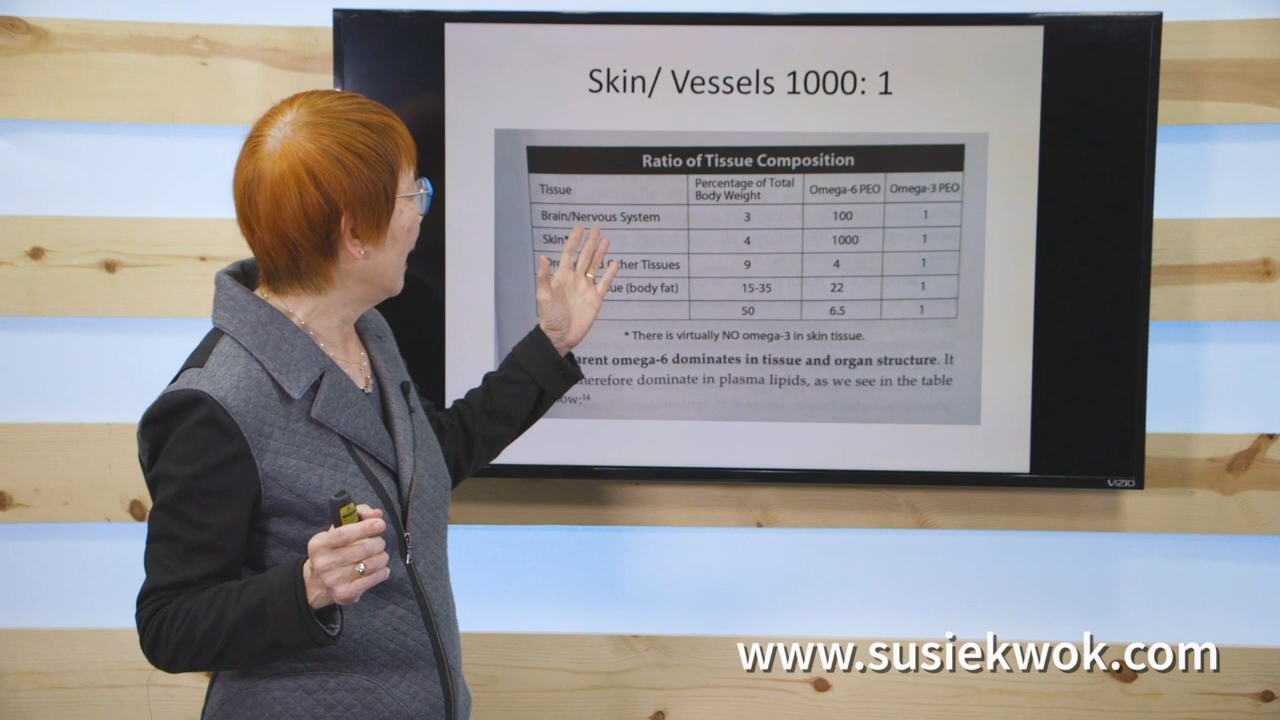 Skin/ Vessels 1000: 1
Ratio of Tissue Composition
Tissue Percentage of Total Body Weight Omega-6 PEO Omega-3 PEO
Brain/Nervous System 3 100 1
Skin* 4 1000 1
Other Tissues 9 4 1
(body fat) 15-35 22 1
50 6.5 1
* There is virtually NO omega-3 in skin tissue.
omega-6 dominates in tissue and organ structure. It
therefore dominate in plasma lipids, as we see in the table
14
VIZIO
www.susiekwok.com